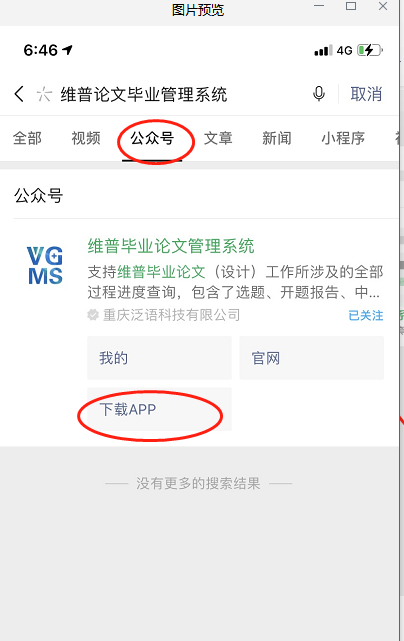 图片预览
6:46
4G
维普论文毕业管理系统
取消
全部 视频 公众号 文章 新闻 小程序
公众号
VG
MS
维普毕业论文管理系统
支持维普毕业论文（设计）工作所涉及的全部
过程进度查询，包含了选题、开题报告、中...
重庆泛语科技有限公司
已关注
我的
官网
下载APP
没有更多的搜索结果